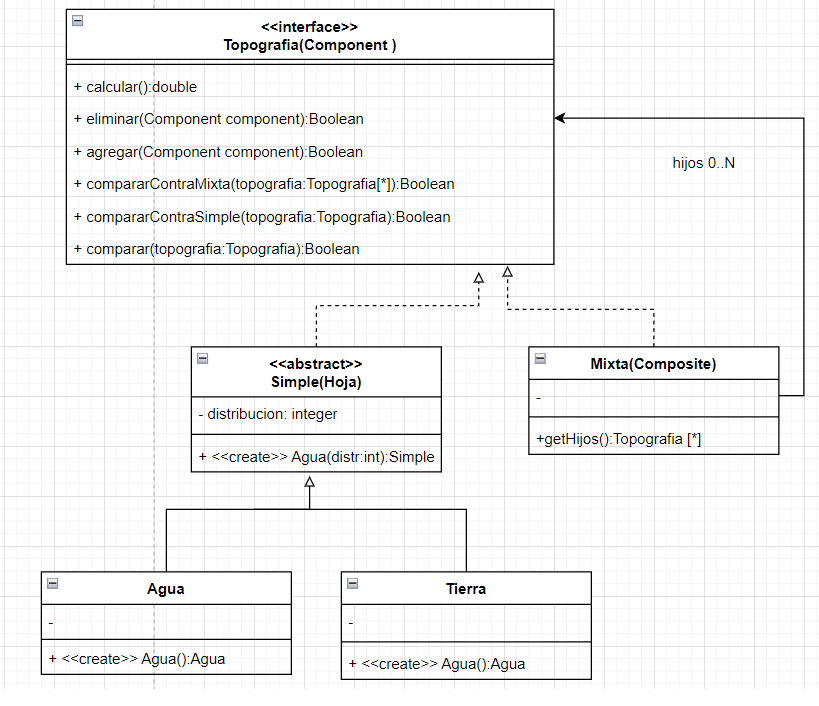 <<interface>>
Topografia(Component )
+ calcular():double
+ eliminar(Component component):Boolean
+ agregar(Component component):Boolean
+ compararContraMixta(topografia:Topografia[*]):Boolean
+ compararContraSimple(topografia:Topografia):Boolean
+ comparar(topografia:Topografia):Boolean
hijos 0..N
<<abstract>>
Simple(Hoja)
- distribucion: integer
+ <<create>> Agua(distr:int):Simple
Mixta(Composite)
-
+getHijos():Topografia [*]
Agua
-
+ <<create>> Agua():Agua
Tierra
-
+ <<create>> Agua():Agua